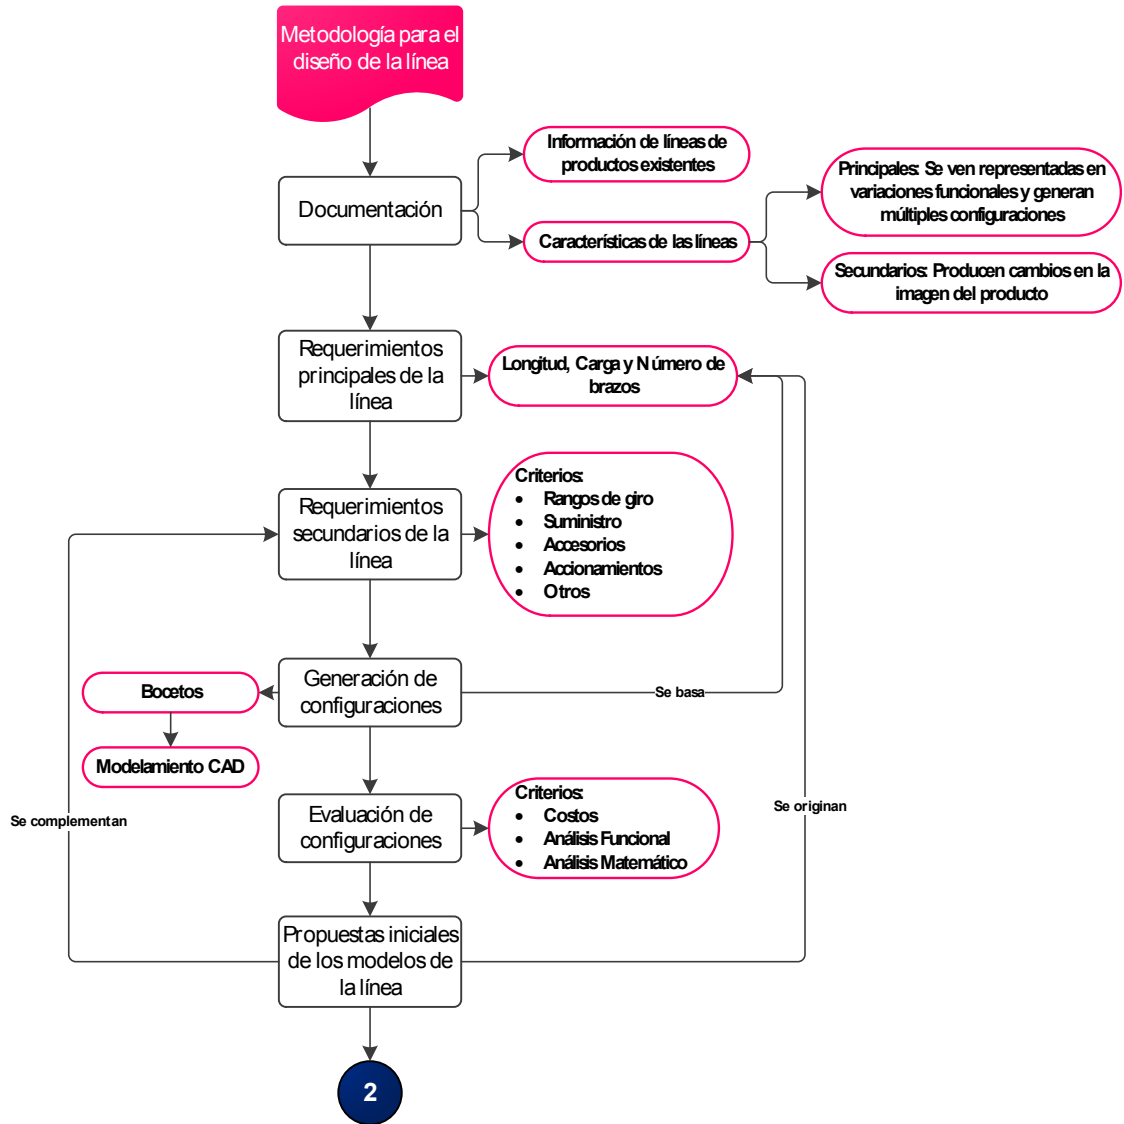 Metodología para el
diseño de la línea
Información de líneas de
productos existentes
Documentación
Características de las líneas
Principales: Se ven representadas en
variaciones funcionales y generan
múltiples configuraciones
Secundarios: Producen cambios en la
imagen del producto
Requerimientos
principales de la
línea
Longitud, Carga y Número de
brazos
Requerimientos
secundarios de la
línea
Criterios:
• Rangos de giro
• Suministro
• Accesorios
• Accionamientos
• Otros
Generación de
configuraciones
Se basa
Bocetos
Modelamiento CAD
Evaluación de
configuraciones
Criterios:
• Costos
• Análisis Funcional
• Análisis Matemático
Se originan
Se complementan
Propuestas iniciales
de los modelos de
la línea
2